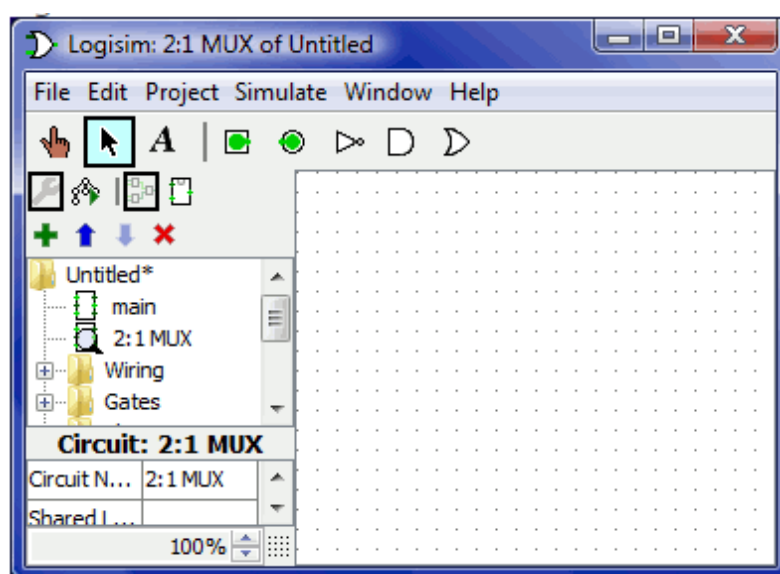 Logisim: 2:1 MUX of Untitled
File Edit Project Simulate Window Help
A
Untitled*
main
2:1 MUX
Wiring
Gates
Circuit: 2:1 MUX
Circuit N... 2:1 MUX
Shared L...
100%